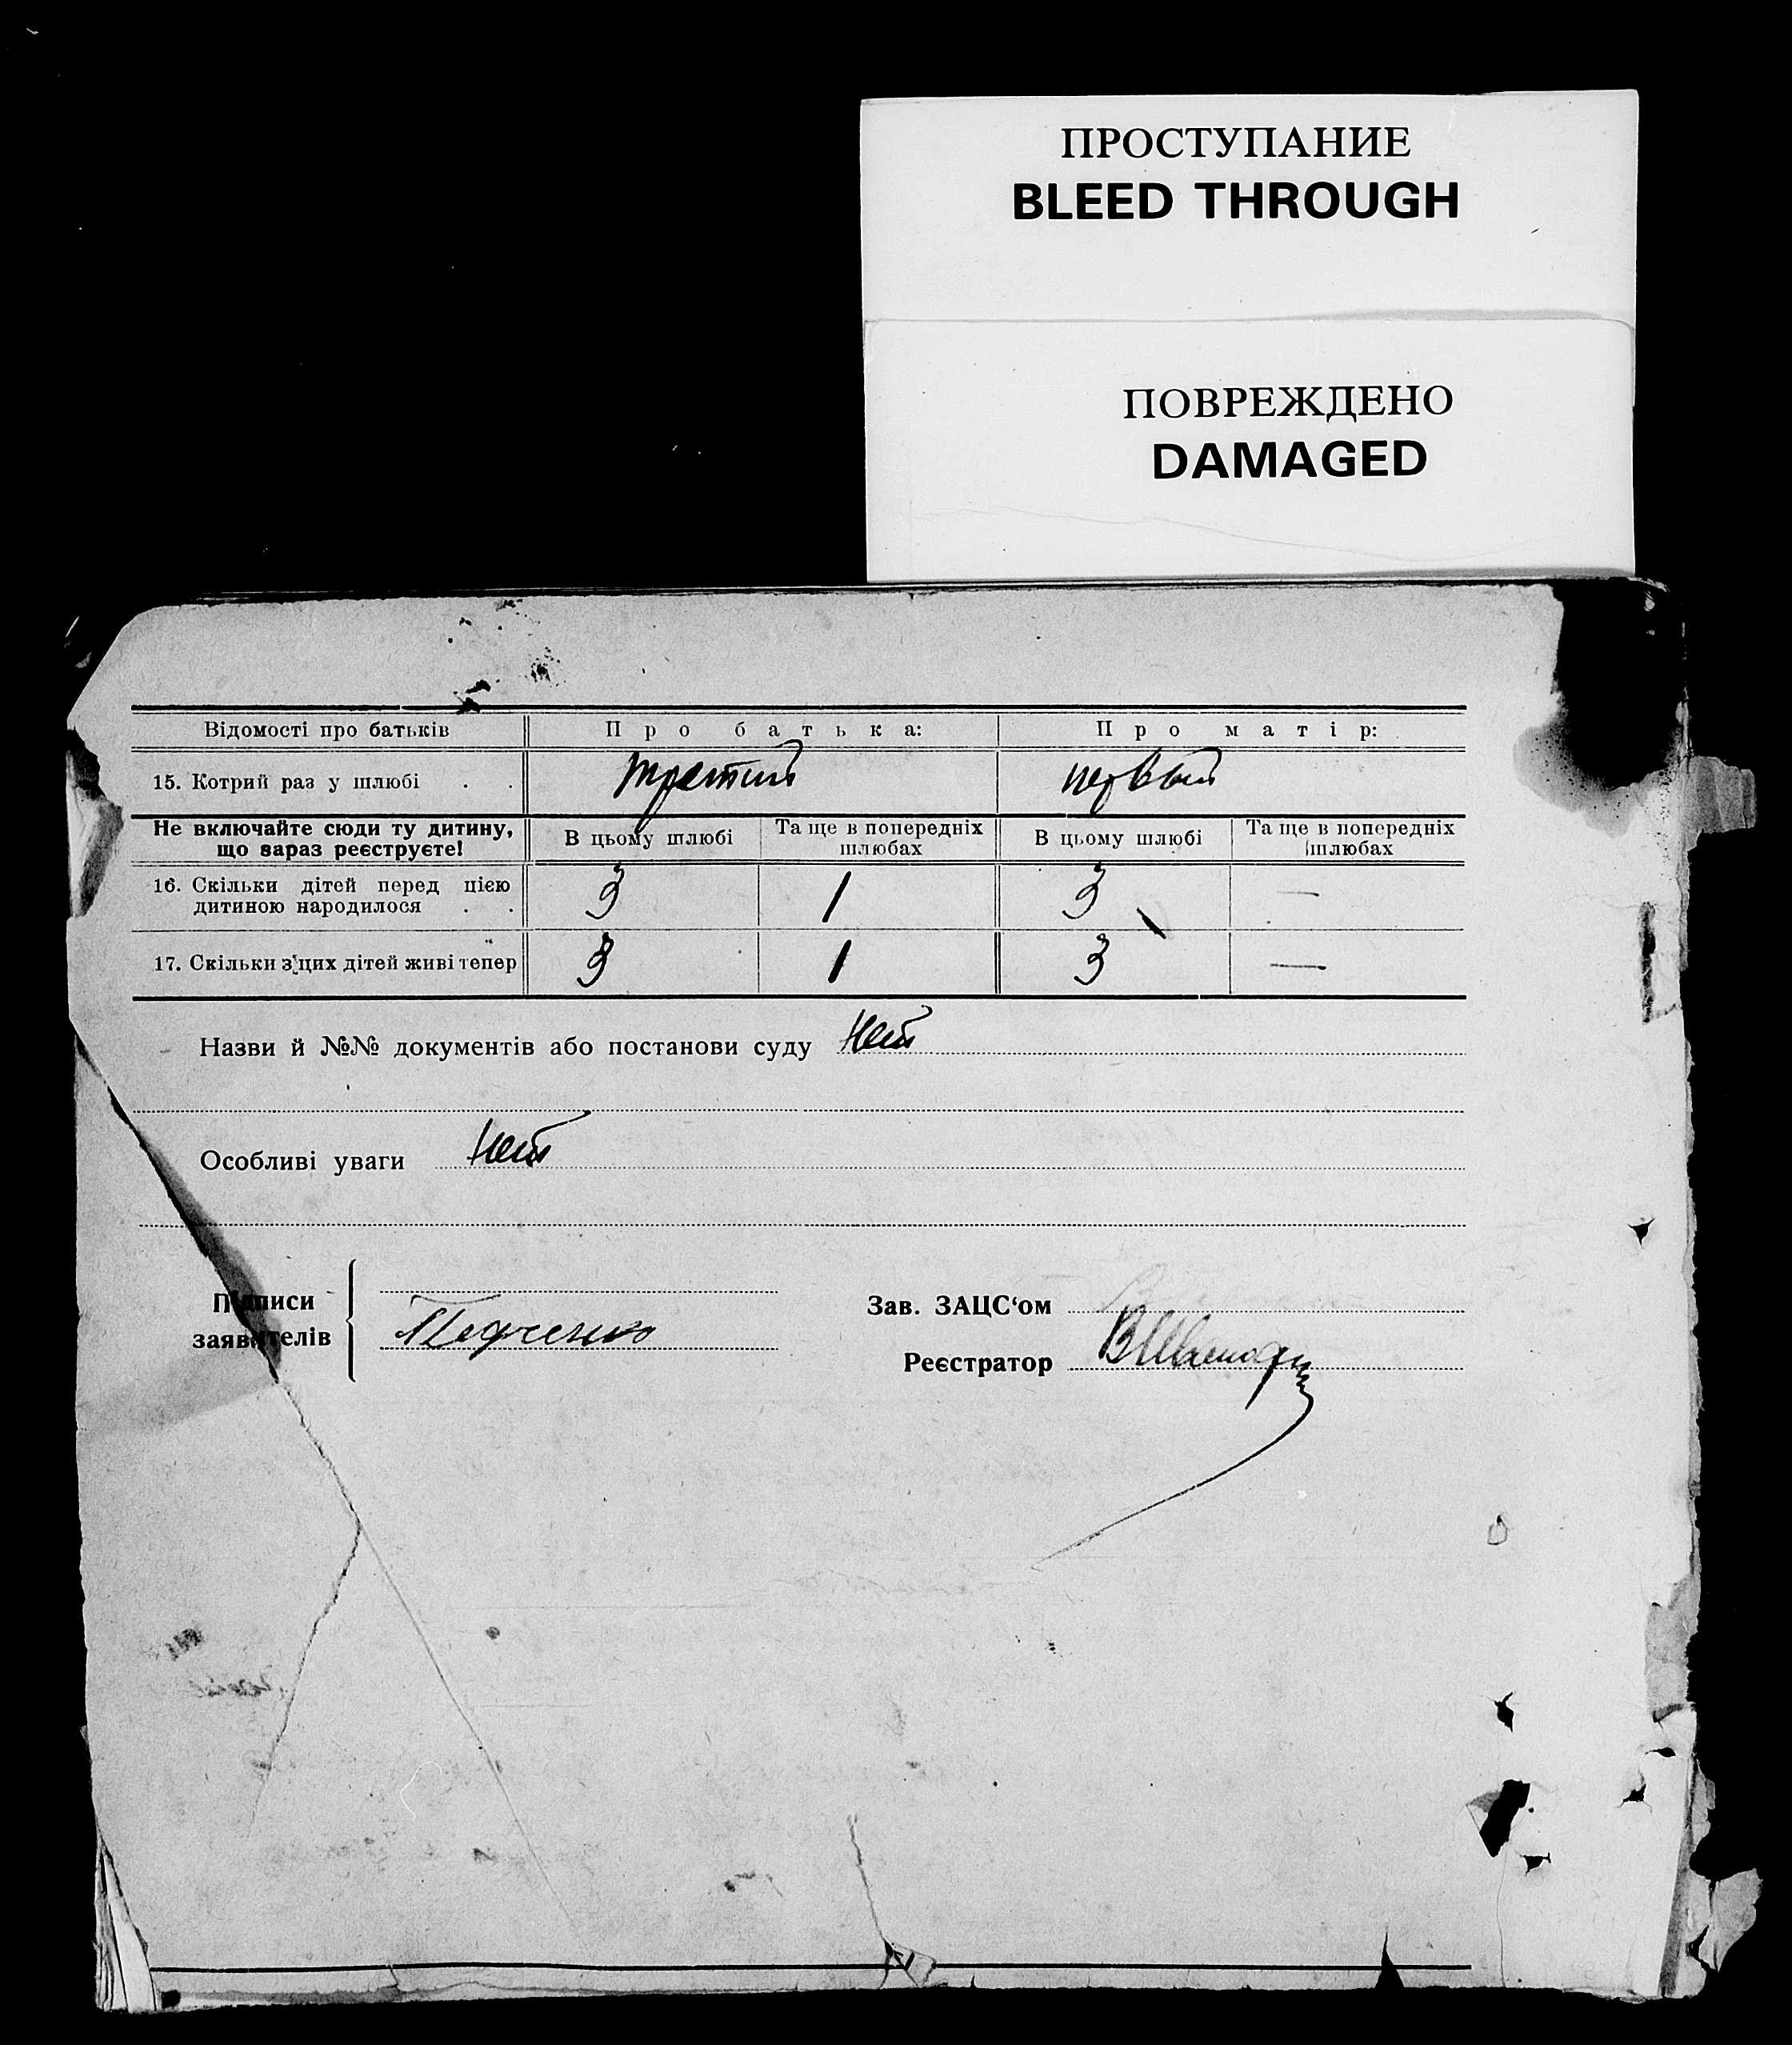 ПРОСТУПАНИЕ
BLEED THROUGH
ПОВРЕЖДЕНО
DAMAGED
Відомості про батьків Про батька: Про матір:
15. Котрий раз у шлюбі . . третий первый
Не включайте сюди ту дитину, що зараз реєструєте! В цьому шлюбі Та ще в попередніх шлюбах В цьому шлюбі Та ще в попередніх шлюбах
16. Скільки дітей перед цією дитиною народилося . . 3 1 3 —
17. Скільки з цих дітей живі тепер 3 1 3 —
Назви й №№ документів або постанови суду Нет
Особливі уваги Нет
Підписи заявителів
Зав. ЗАЦС‘ом
Реєстратор